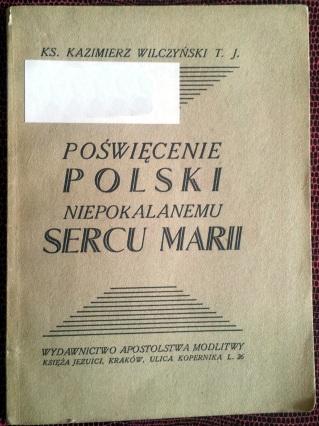 KS. KAZIMIERZ WILCZYŃSKI T. J.
POŚWIĘCENIE
POLSKI
NIEPOKALANEMU
SERCU MARII
WYDAWNICTWO APOSTOLSTWA MODLITWY
KSIĘŻA JEZUICI, KRAKÓW, ULICA KOPERNIKA L. 26